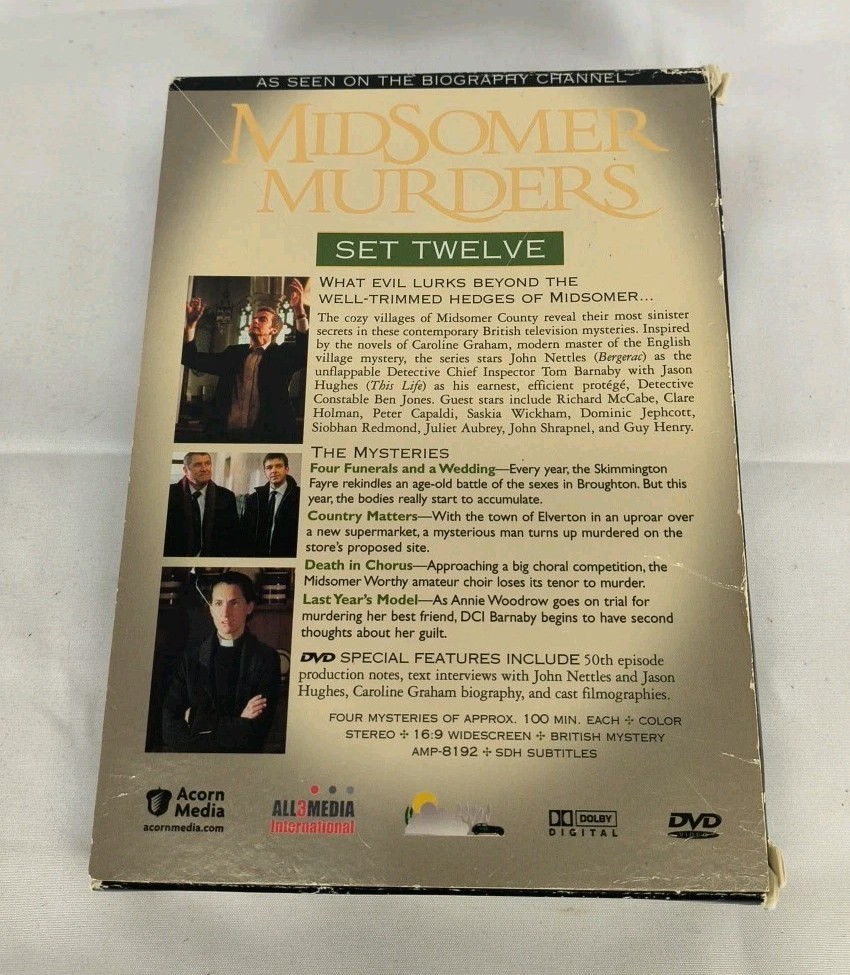 AS SEEN ON THE BIOGRAPHY CHANNEL
MIDSOMER
MURDERS
SET TWELVE
WHAT EVIL LURKS BEYOND THE
WELL-TRIMMED HEDGES OF MIDSOMER...
The cozy villages of Midsomer County reveal their most sinister
secrets in these contemporary British television mysteries. Inspired
by the novels of Caroline Graham, modern master of the English
village mystery, the series stars John Nettles (Bergerac) as the
unflappable Detective Chief Inspector Tom Barnaby with Jason
Hughes (This Life) as his earnest, efficient protégé, Detective
Constable Ben Jones. Guest stars include Richard McCabe, Clare
Holman, Peter Capaldi, Saskia Wickham, Dominic Jephcott,
Siobhan Redmond, Juliet Aubrey, John Shrapnel, and Guy Henry.
THE MYSTERIES
Four Funerals and a Wedding—Every year, the Skimmington
Fayre rekindles an age-old battle of the sexes in Broughton. But this
year, the bodies really start to accumulate.
Country Matters—With the town of Elverton in an uproar over
a new supermarket, a mysterious man turns up murdered on the
store's proposed site.
Death in Chorus—Approaching a big choral competition, the
Midsomer Worthy amateur choir loses its tenor to murder.
Last Year's Model—As Annie Woodrow goes on trial for
murdering her best friend, DCI Barnaby begins to have second
thoughts about her guilt.
DVD SPECIAL FEATURES INCLUDE 50th episode
production notes, text interviews with John Nettles and Jason
Hughes, Caroline Graham biography, and cast filmographies.
FOUR MYSTERIES OF APPROX. 100 MIN. EACH ✢ COLOR
STEREO ✢ 16:9 WIDESCREEN ✢ BRITISH MYSTERY
AMP-8192 ✢ SDH SUBTITLES
Acorn
Media
acornmedia.com
ALL3MEDIA
International
DOLBY
DIGITAL
DVD
VIDEO